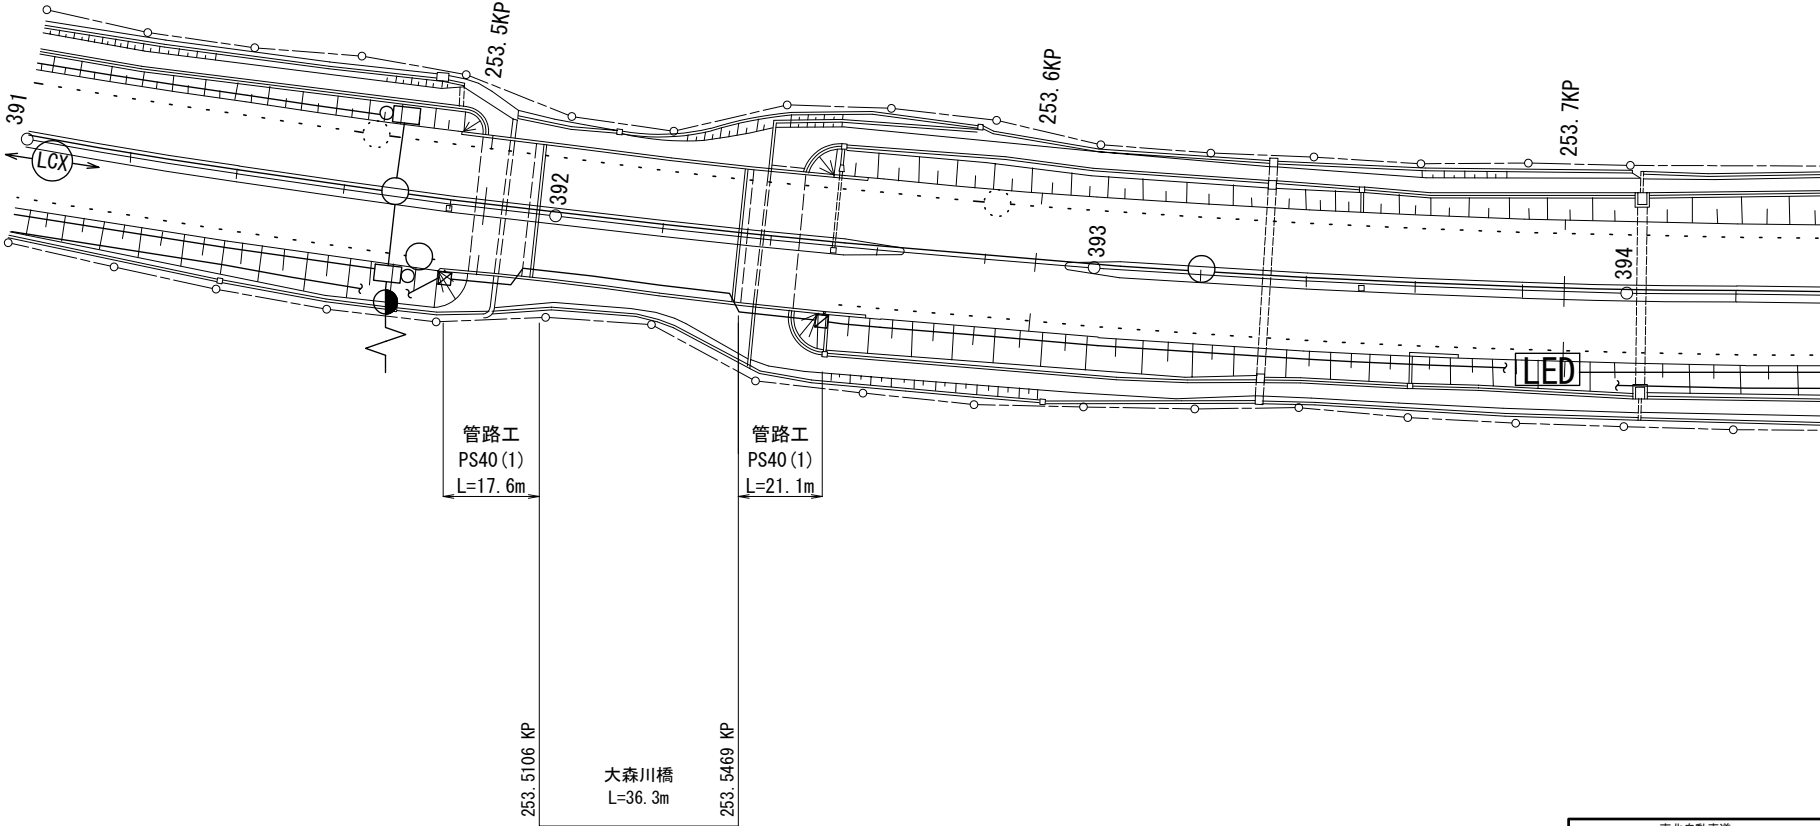 253.5KP
253.6KP
253.7KP
391
LCX
392
393
394
LED
管路工
PS40(1)
L=17.6m
管路工
PS40(1)
L=21.1m
253.5106 KP
大森川橋
L=36.3m
253.5469 KP